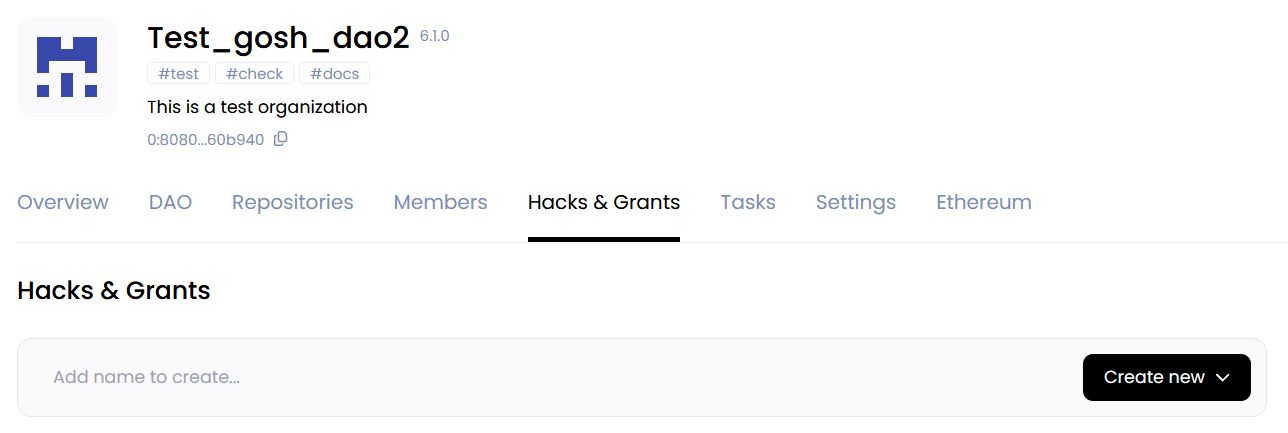 Test_gosh_dao2 6.1.0
#test #check #docs
This is a test organization
0:8080...60b940
Overview DAO Repositories Members Hacks & Grants Tasks Settings Ethereum
Hacks & Grants
Add name to create... Create new